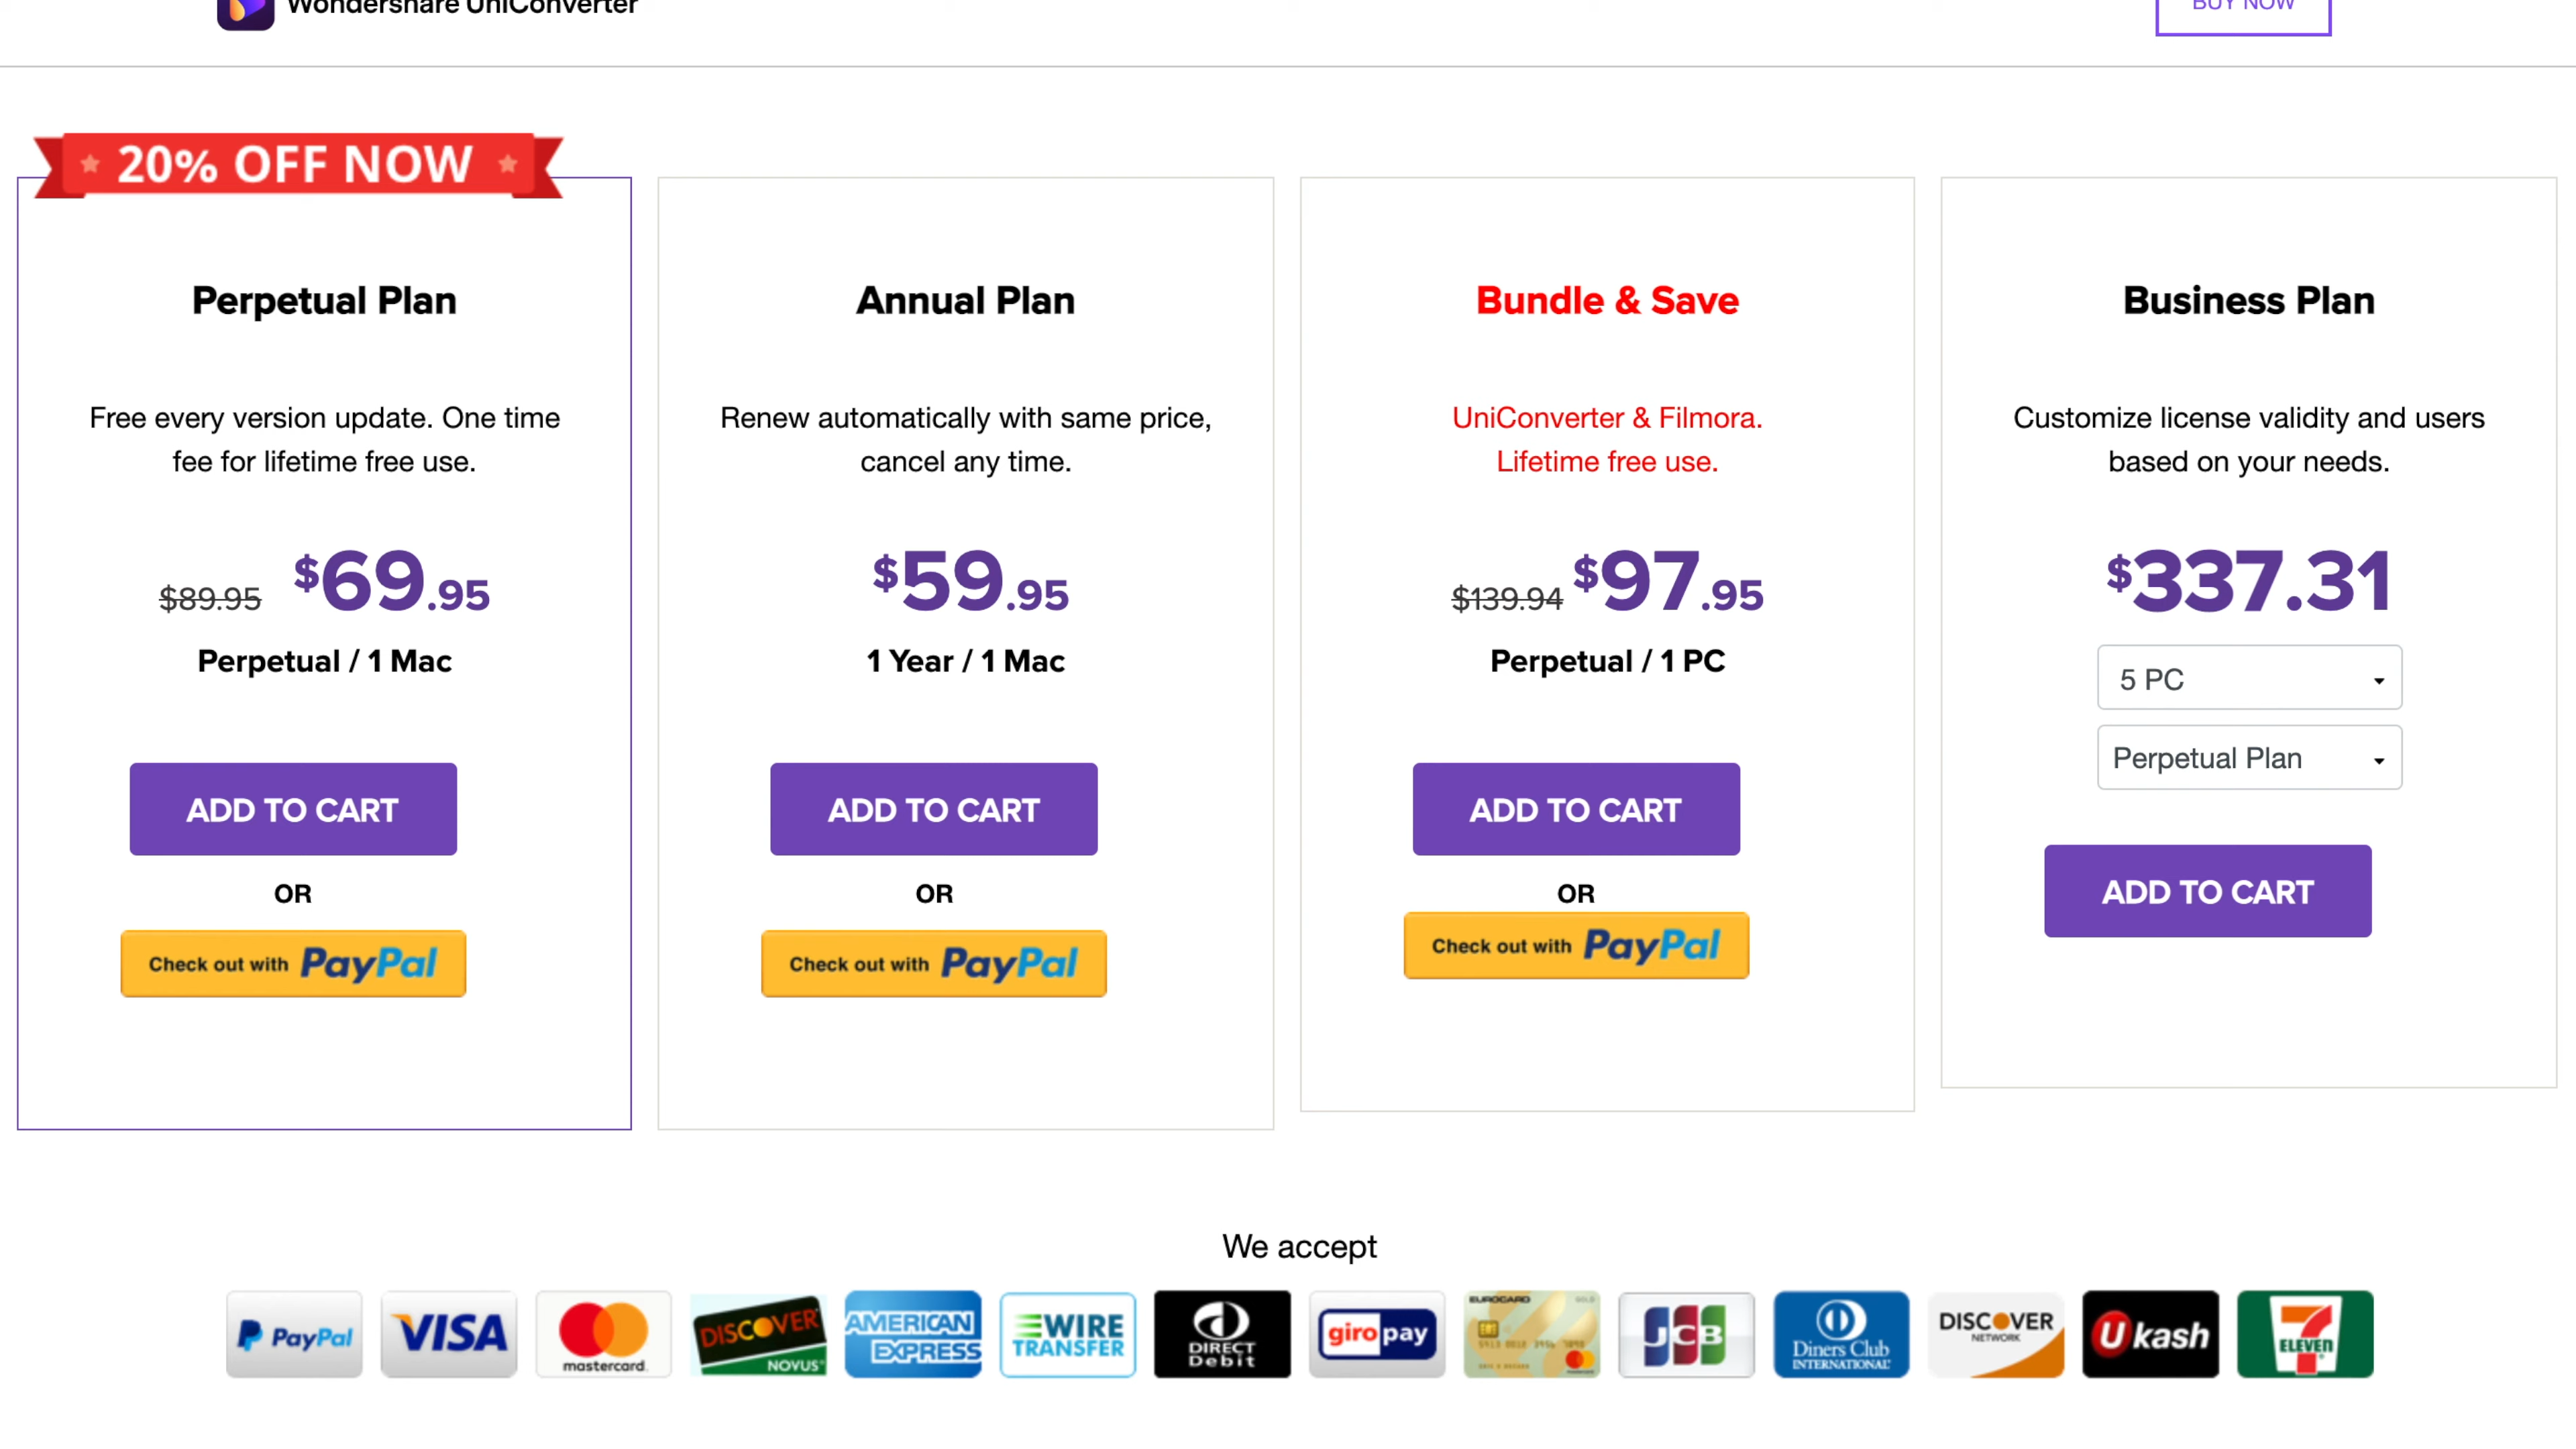 Wondershare UniConverter
BUY NOW
20% OFF NOW
Perpetual Plan
Free every version update. One time
fee for lifetime free use.
$89.95 $69.95
Perpetual / 1 Mac
ADD TO CART
OR
Check out with PayPal
Annual Plan
Renew automatically with same price,
cancel any time.
$59.95
1 Year / 1 Mac
ADD TO CART
OR
Check out with PayPal
Bundle & Save
UniConverter & Filmora.
Lifetime free use.
$139.94 $97.95
Perpetual / 1 PC
ADD TO CART
OR
Check out with PayPal
Business Plan
Customize license validity and users
based on your needs.
$337.31
5 PC
Perpetual Plan
ADD TO CART
We accept
PayPal
VISA
mastercard.
DISCOVER
NOVUS
AMERICAN
EXPRESS
WIRE
TRANSFER
DIRECT
Debit
giropay
EUROCARD GOLD
JCB
Diners Club
INTERNATIONAL
DISCOVER
NETWORK
Ukash
7
ELEVEN